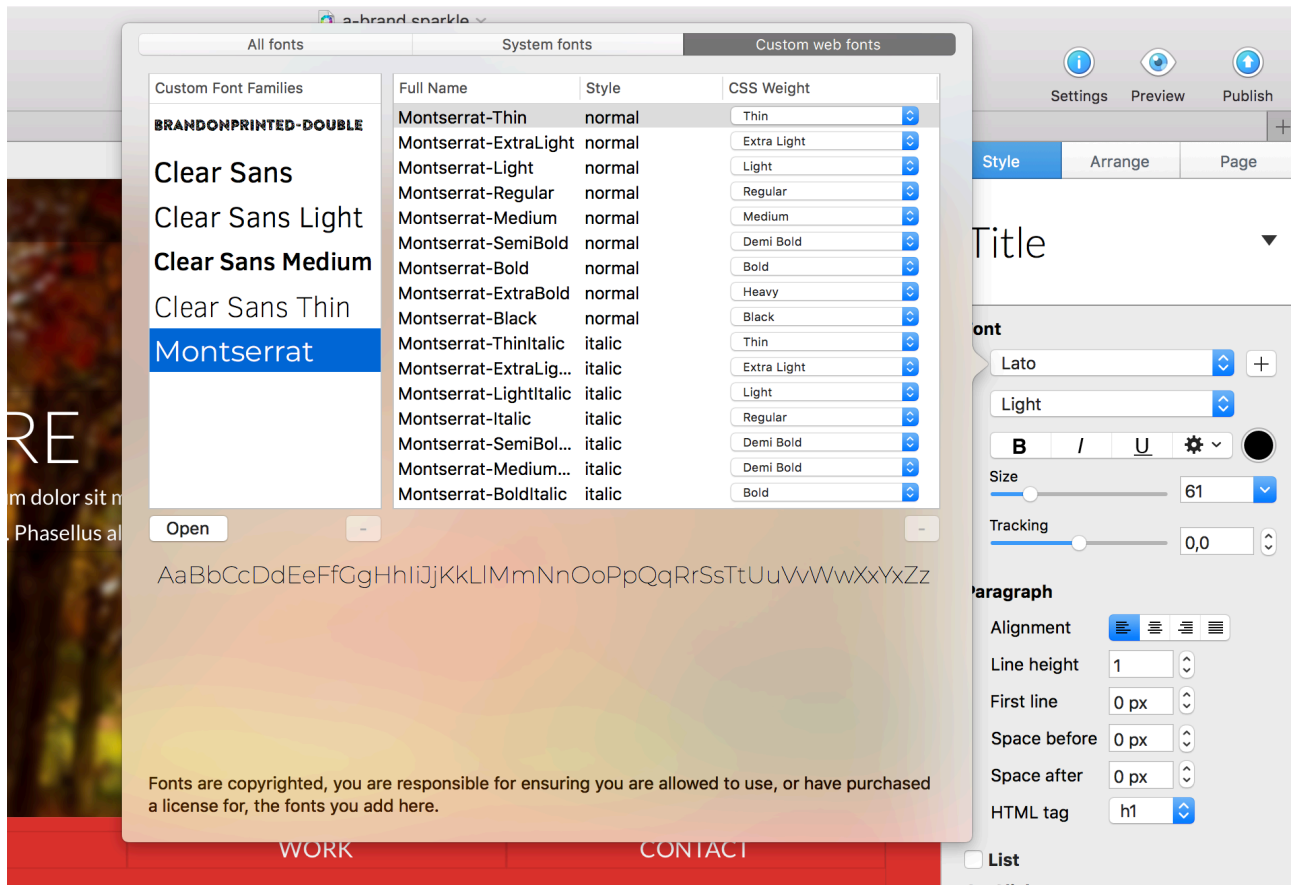 a-brand sparkle
All fonts System fonts Custom web fonts
Settings Preview Publish
Custom Font Families
BRANDONPRINTED-DOUBLE
Clear Sans
Clear Sans Light
Clear Sans Medium
Clear Sans Thin
Montserrat
Full Name Style CSS Weight
Montserrat-Thin normal Thin
Montserrat-ExtraLight normal Extra Light
Montserrat-Light normal Light
Montserrat-Regular normal Regular
Montserrat-Medium normal Medium
Montserrat-SemiBold normal Demi Bold
Montserrat-Bold normal Bold
Montserrat-ExtraBold normal Heavy
Montserrat-Black normal Black
Montserrat-ThinItalic italic Thin
Montserrat-ExtraLig... italic Extra Light
Montserrat-LightItalic italic Light
Montserrat-Italic italic Regular
Montserrat-SemiBol... italic Demi Bold
Montserrat-Medium... italic Demi Bold
Montserrat-BoldItalic italic Bold
Open -
-
AaBbCcDdEeFfGgHhIiJjKkLlMmNnOoPpQqRrSsTtUuVvWwXxYxZz
Fonts are copyrighted, you are responsible for ensuring you are allowed to use, or have purchased
a license for, the fonts you add here.
RE
m dolor sit m
. Phasellus al
WORK CONTACT
Style Arrange Page
Title
ont
Lato
Light
B I U
Size
61
Tracking
0,0
Paragraph
Alignment
Line height 1
First line 0 px
Space before 0 px
Space after 0 px
HTML tag h1
List